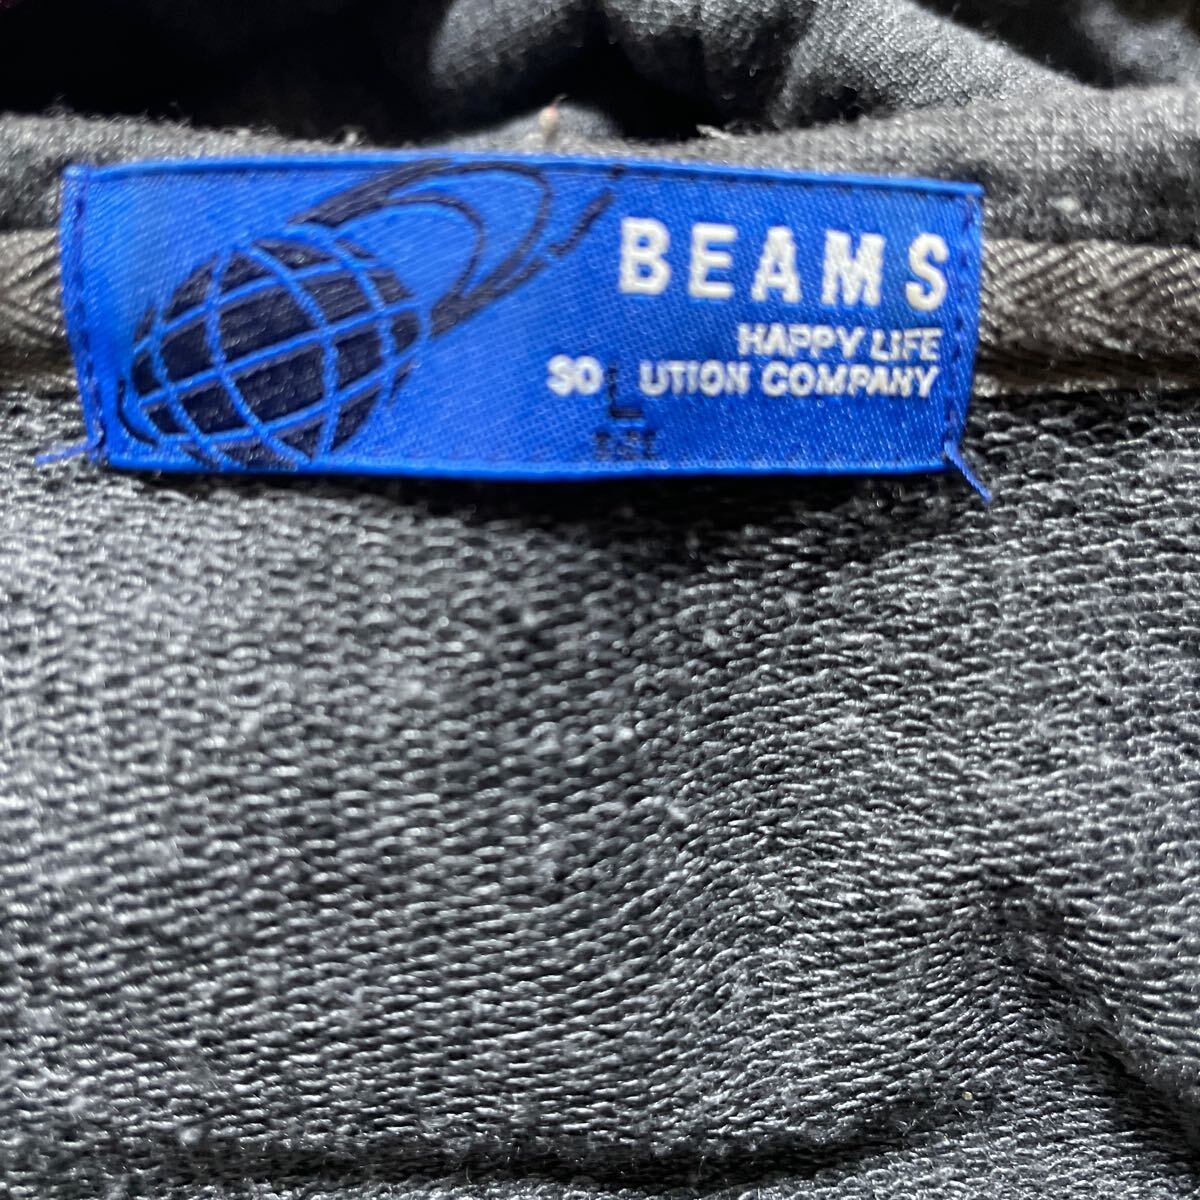 BEAMS
HAPPY LIFE
SO L UTION COMPANY